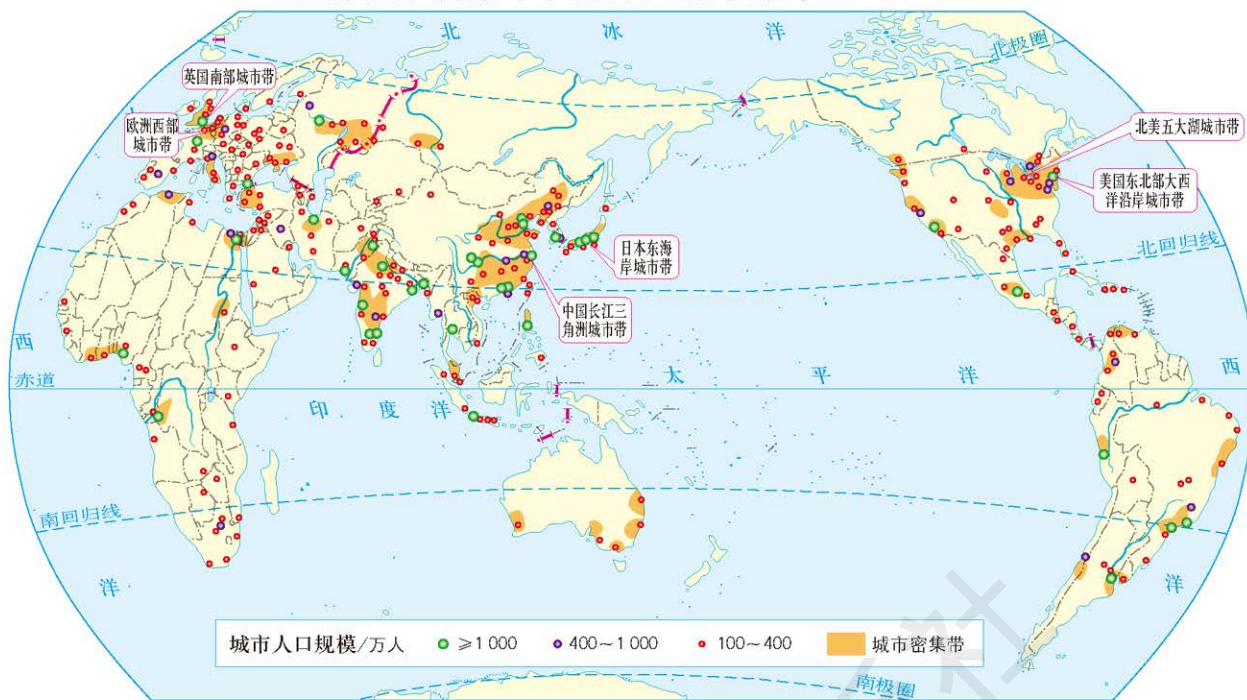 北 冰 洋
北极圈
英国南部城市带
欧洲西部
城市带
北美五大湖城市带
美国东北部大西
洋沿岸城市带
日本东海
岸城市带
北回归线
中国长江三
角洲城市带
西
赤道
太 平 洋
西
印 度 洋
南回归线
洋
洋
城市人口规模/万人
≥1 000
400~1 000
100~400
城市密集带
南极圈
社